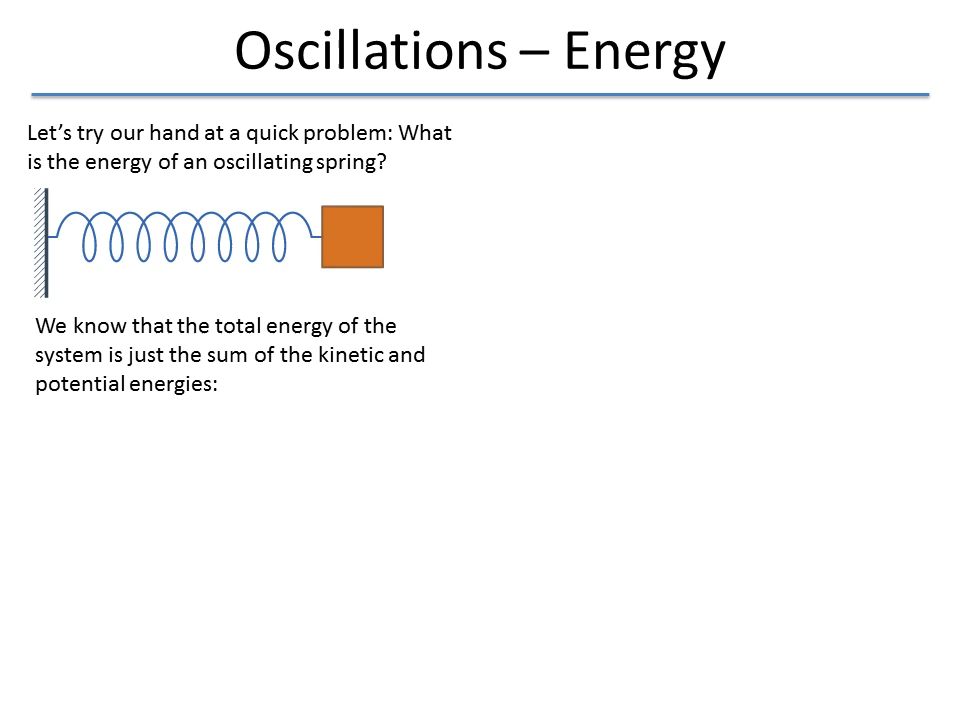 Oscillations – Energy
Let’s try our hand at a quick problem: What
is the energy of an oscillating spring?
We know that the total energy of the
system is just the sum of the kinetic and
potential energies: